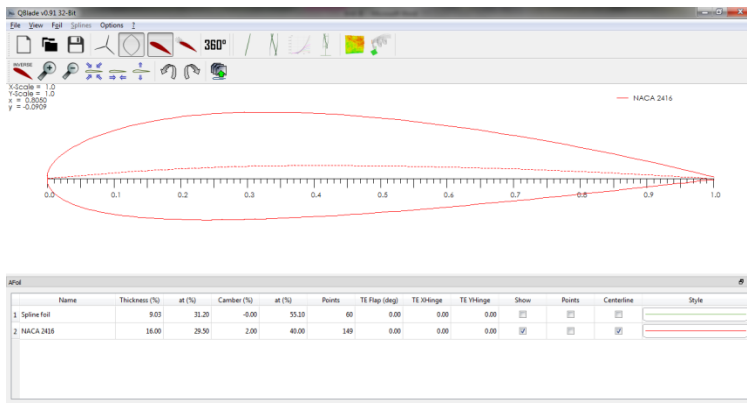 QBlade v0.91 32-Bit
File View Foil Splines Options ?
360°
INVERSE
X-Scale = 1.0
Y-Scale = 1.0
x = 0.8050
y = -0.0909
NACA 2416
0.0 0.1 0.2 0.3 0.4 0.5 0.6 0.7 0.8 0.9 1.0
AFoil
Name Thickness (%) at (%) Camber (%) at (%) Points TE Flap (deg) TE XHinge TE YHinge Show Points Centerline Style
1 Spline foil 9.03 31.20 -0.00 55.10 60 0.00 0.00 0.00
2 NACA 2416 16.00 29.50 2.00 40.00 149 0.00 0.00 0.00